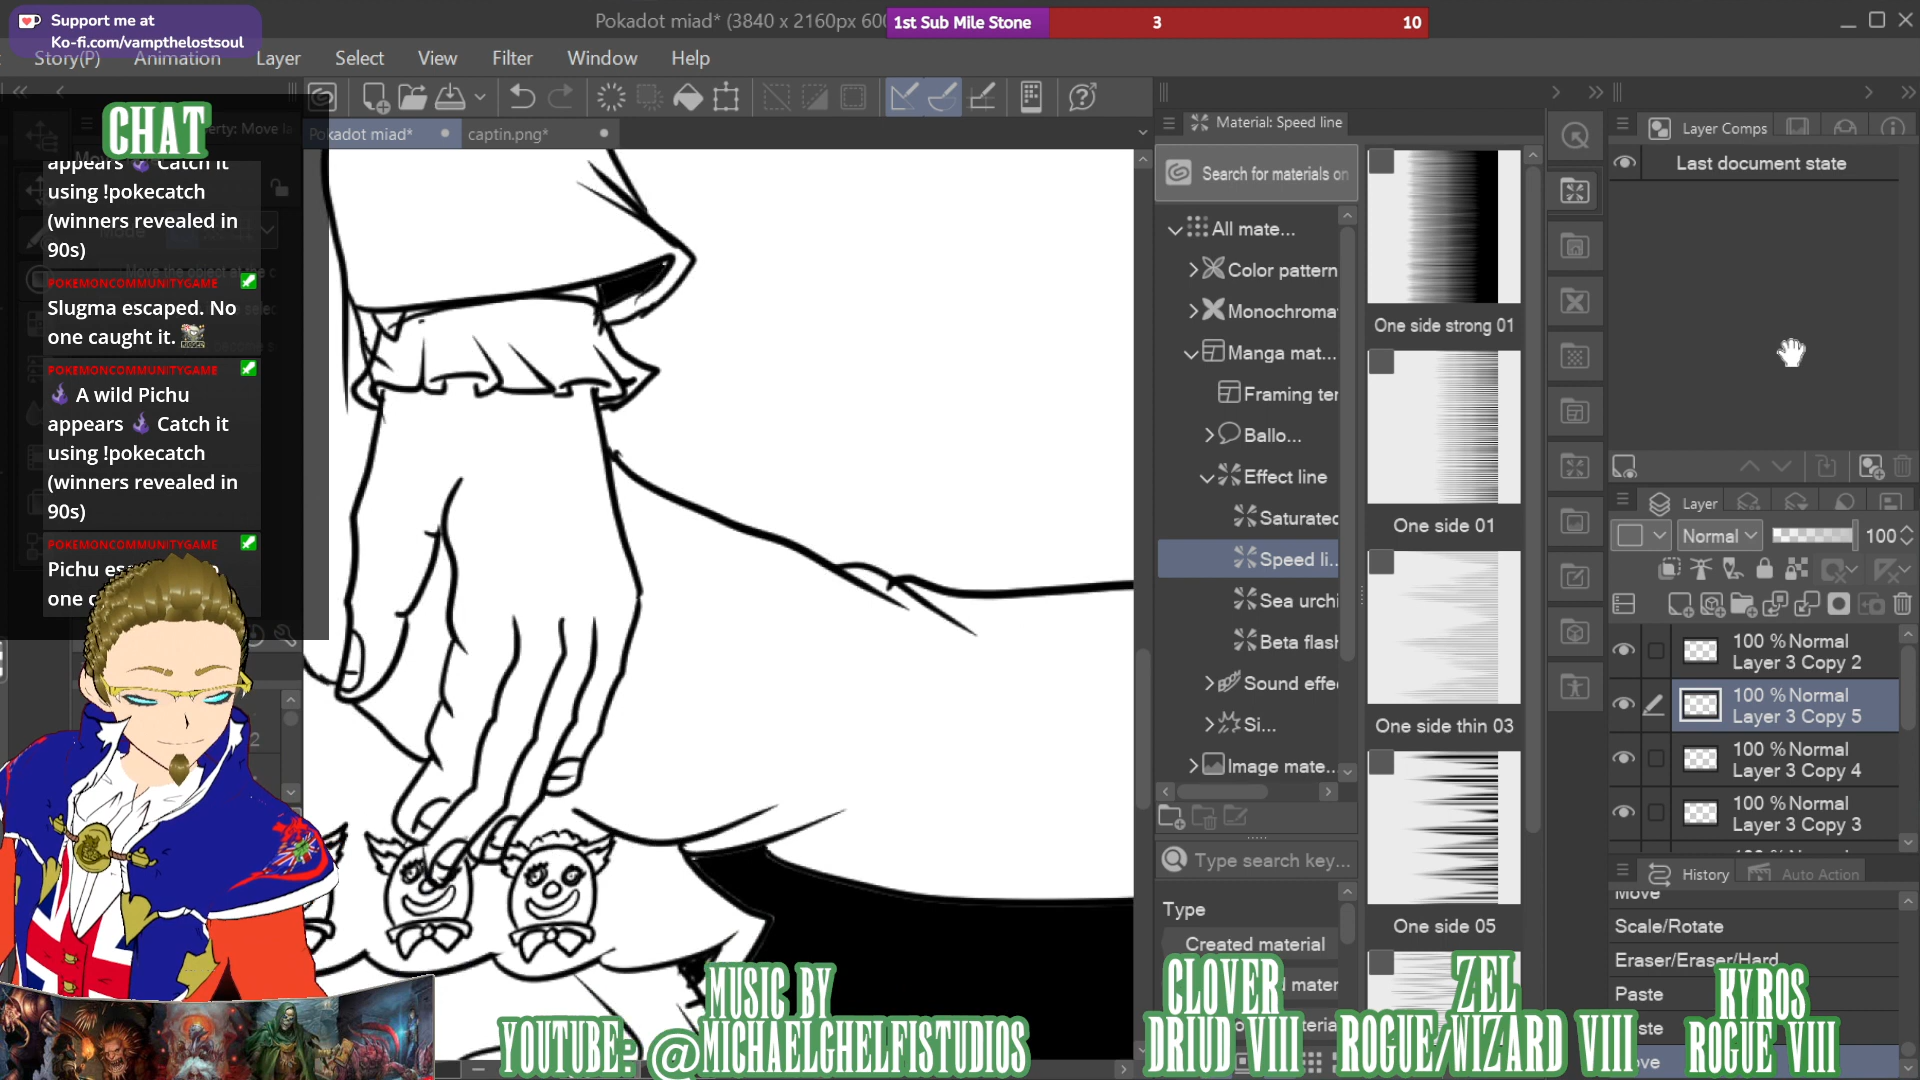 Support me at
Ko-fi.com/vampthelostsoul
Pokadot miad* (3840 x 2160px 600
1st Sub Mile Stone
3
10
Story(P)
Animation
Layer
Select
View
Filter
Window
Help
CHAT
Pokadot miad*
captin.png*
appears
Catch it
using !pokecatch
(winners revealed in
90s)
POKEMONCOMMUNITYGAME
Slugma escaped. No
one caught it.
POKEMONCOMMUNITYGAME
A wild Pichu
appears
Catch it
using !pokecatch
(winners revealed in
90s)
POKEMONCOMMUNITYGAME
Pichu es
one c
Material: Speed line
Search for materials on
All mate...
Color pattern
Monochroma
Manga mat...
Framing ter
Ballo...
Effect line
Saturated
Speed li..
Sea urchi
Beta flash
Sound effe
Si...
Image mate..
Type search key...
Type
Created material
One side strong 01
One side 01
One side thin 03
One side 05
Layer Comps
Last document state
Layer
Normal
100
100 % Normal
Layer 3 Copy 2
100 % Normal
Layer 3 Copy 5
100 % Normal
Layer 3 Copy 4
100 % Normal
Layer 3 Copy 3
History
Auto Action
Move
Scale/Rotate
Eraser/Eraser/Hard
Paste
MUSIC BY
YOUTUBE: @MICHAELGHELFISTUDIOS
CLOVER
DRIUD VIII
ZEL
ROGUE/WIZARD VIII
KYROS
ROGUE VIII